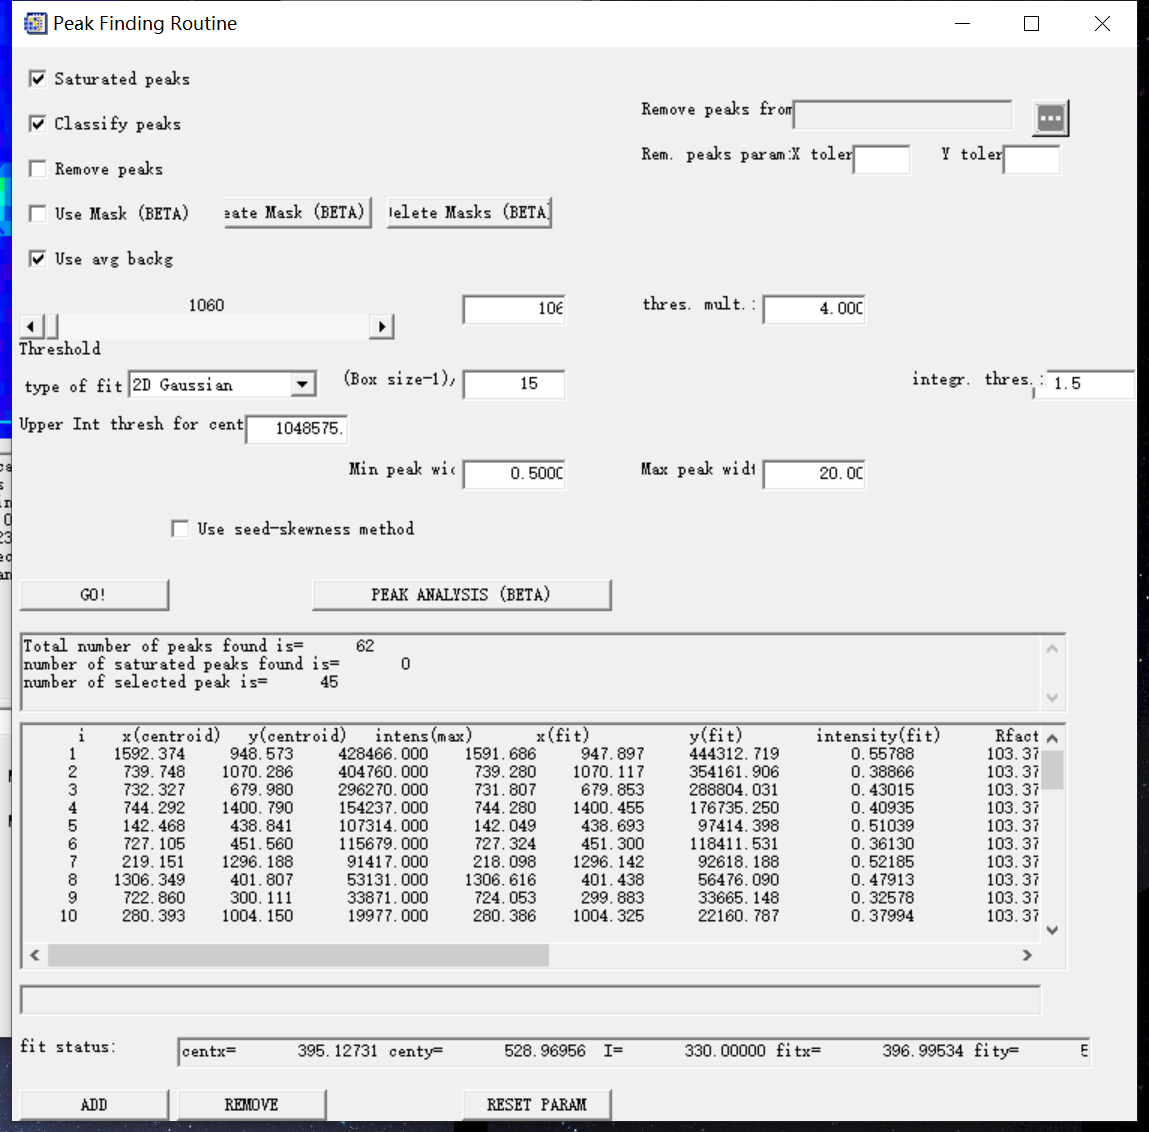 Peak Finding Routine
Saturated peaks
Classify peaks
Remove peaks from
...
Remove peaks
Rem. peaks param:X toler
Y toler
Use Mask (BETA)
eate Mask (BETA)
elete Masks (BETA
Use avg backg
1060
106
thres. mult.:
4.000
Threshold
type of fit
2D Gaussian
(Box size-1),
15
integr. thres.:
1.5
Upper Int thresh for cent
1048575.
Min peak wi
0.5000
Max peak widt
20.00
Use seed-skewness method
GO!
PEAK ANALYSIS (BETA)
Total number of peaks found is= 62
number of saturated peaks found is= 0
number of selected peak is= 45
i x(centroid) y(centroid) intens(max) x(fit) y(fit) intensity(fit) Rfact
1 1592.374 948.573 428466.000 1591.686 947.897 444312.719 0.55788 103.37
2 739.748 1070.286 404760.000 739.280 1070.117 354161.906 0.38866 103.37
3 732.327 679.980 296270.000 731.807 679.853 288804.031 0.43015 103.37
4 744.292 1400.790 154237.000 744.280 1400.455 176735.250 0.40935 103.37
5 142.468 438.841 107314.000 142.049 438.693 97414.398 0.51039 103.37
6 727.105 451.560 115679.000 727.324 451.300 118411.531 0.36130 103.37
7 219.151 1296.188 91417.000 218.098 1296.142 92618.188 0.52185 103.37
8 1306.349 401.807 53131.000 1306.616 401.438 56476.090 0.47913 103.37
9 722.860 300.111 33871.000 724.053 299.883 33665.148 0.32578 103.37
10 280.393 1004.150 19977.000 280.386 1004.325 22160.787 0.37994 103.37
fit status:
centx= 395.12731 centy= 528.96956 I= 330.00000 fitx= 396.99534 fity=
ADD
REMOVE
RESET PARAM